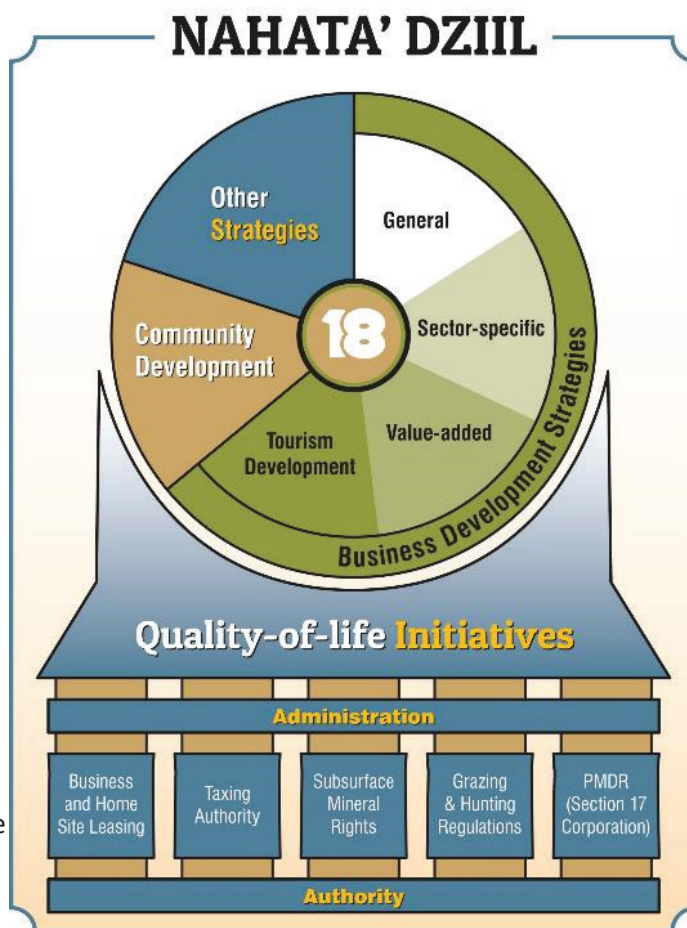 NAHATA' DZIIL
Other
Strategies
General
Community
Development
18
Sector-specific
Tourism
Development
Value-added
Business Development Strategies
Quality-of-life Initiatives
Administration
Business
and Home
Site Leasing
Taxing
Authority
Subsurface
Mineral
Rights
Grazing
& Hunting
Regulations
PMDR
(Section 17
Corporation)
e
Authority